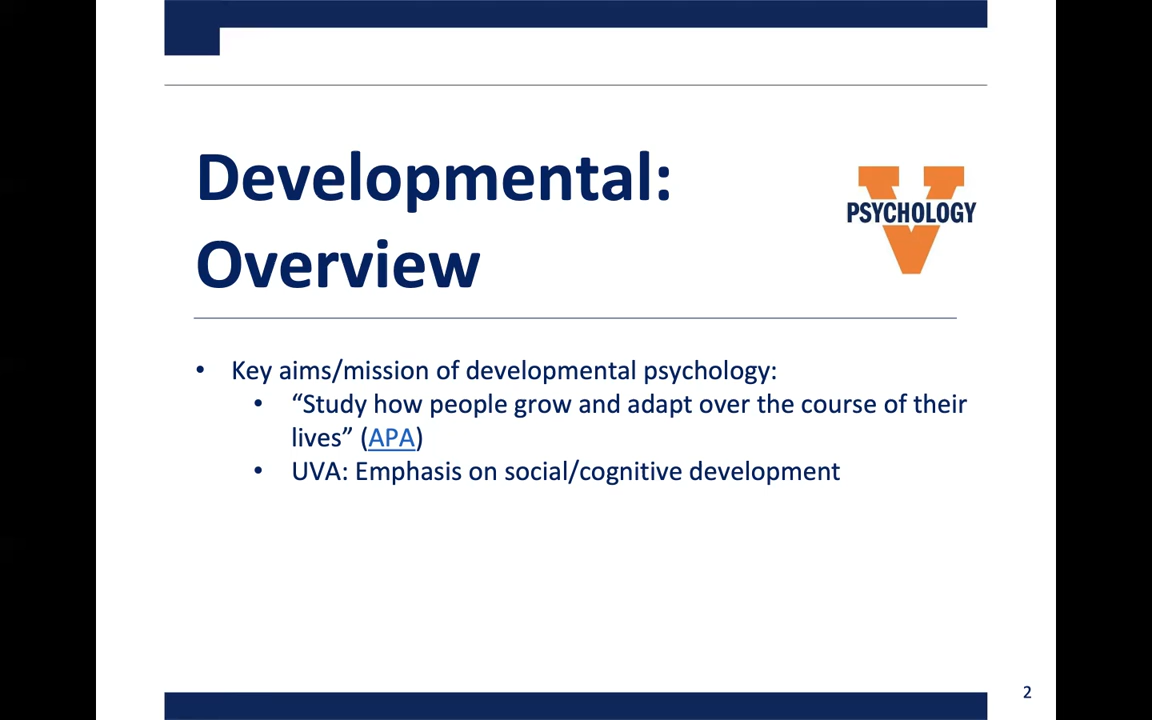 Developmental:
Overview
PSYCHOLOGY
• Key aims/mission of developmental psychology:
• “Study how people grow and adapt over the course of their
lives” (APA)
• UVA: Emphasis on social/cognitive development
2